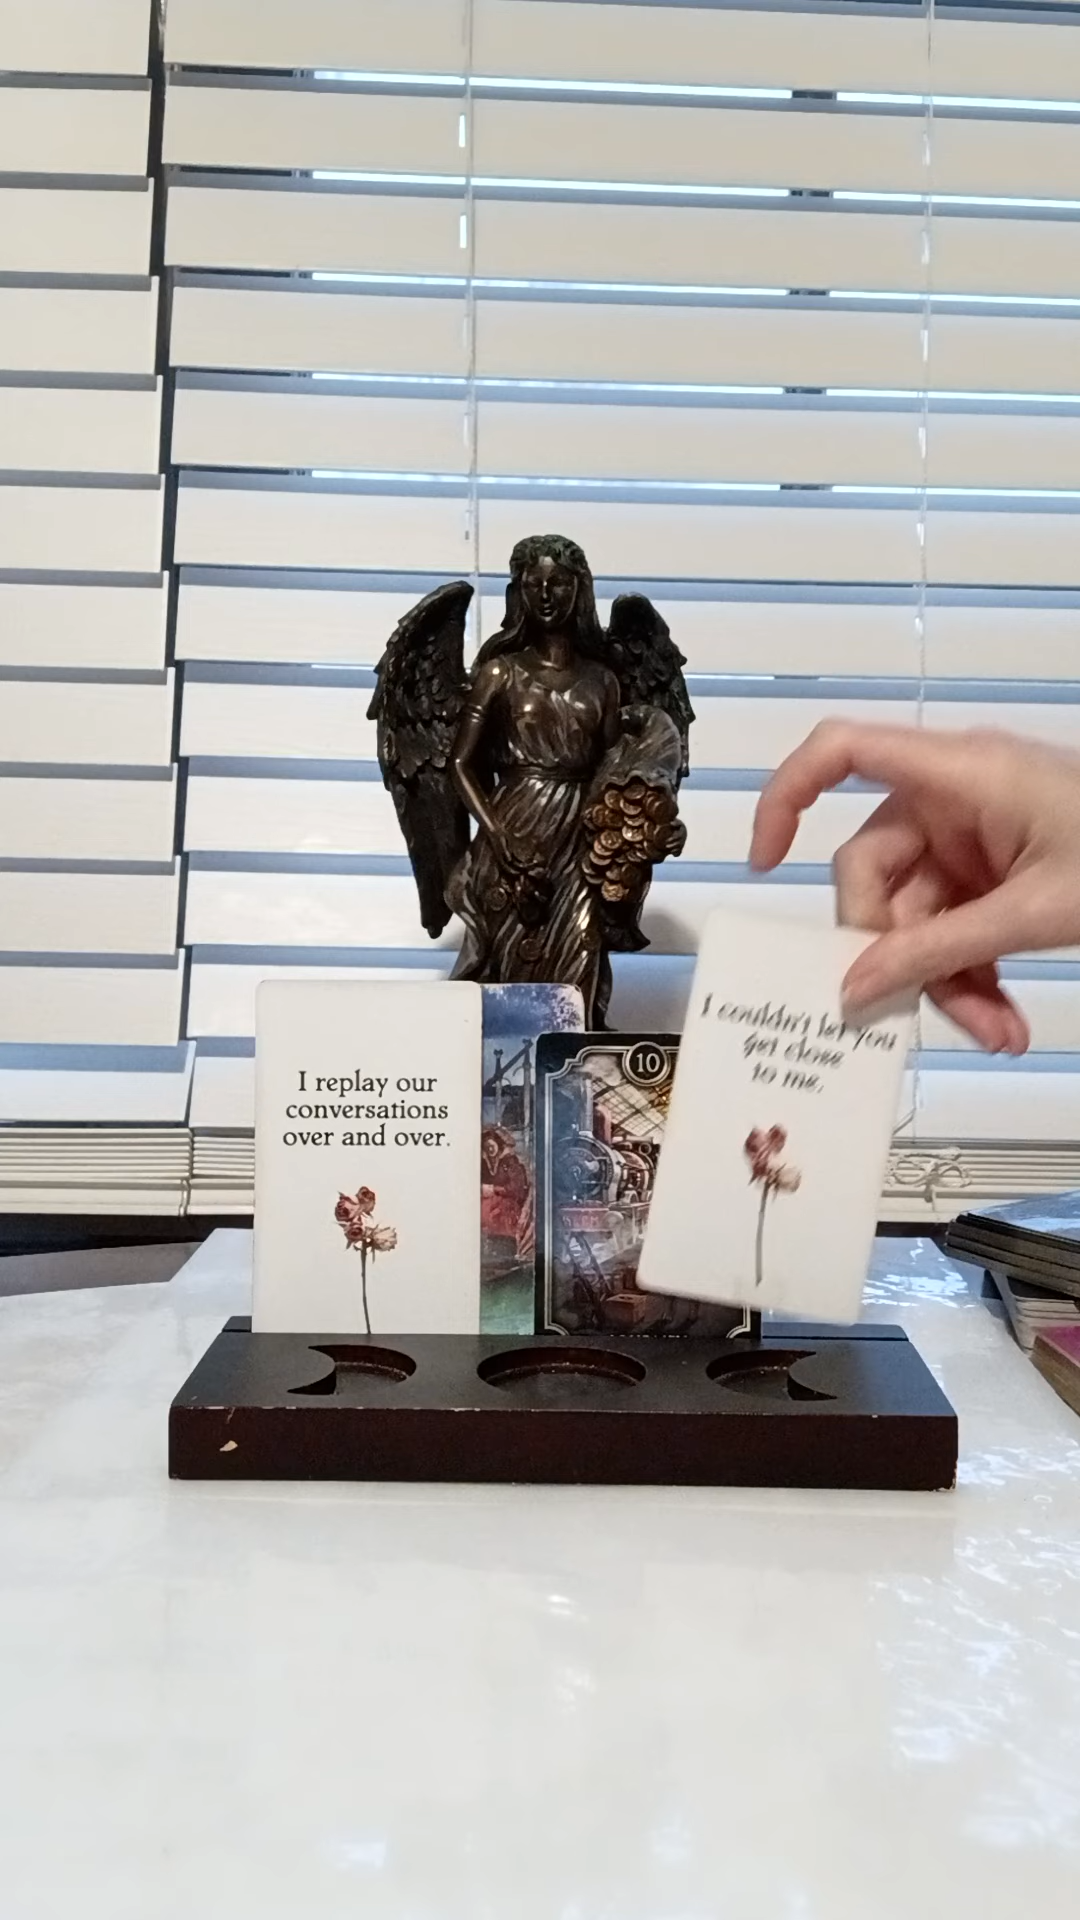 I replay our
conversations
over and over.
10
I couldn't let you
get close
to me.